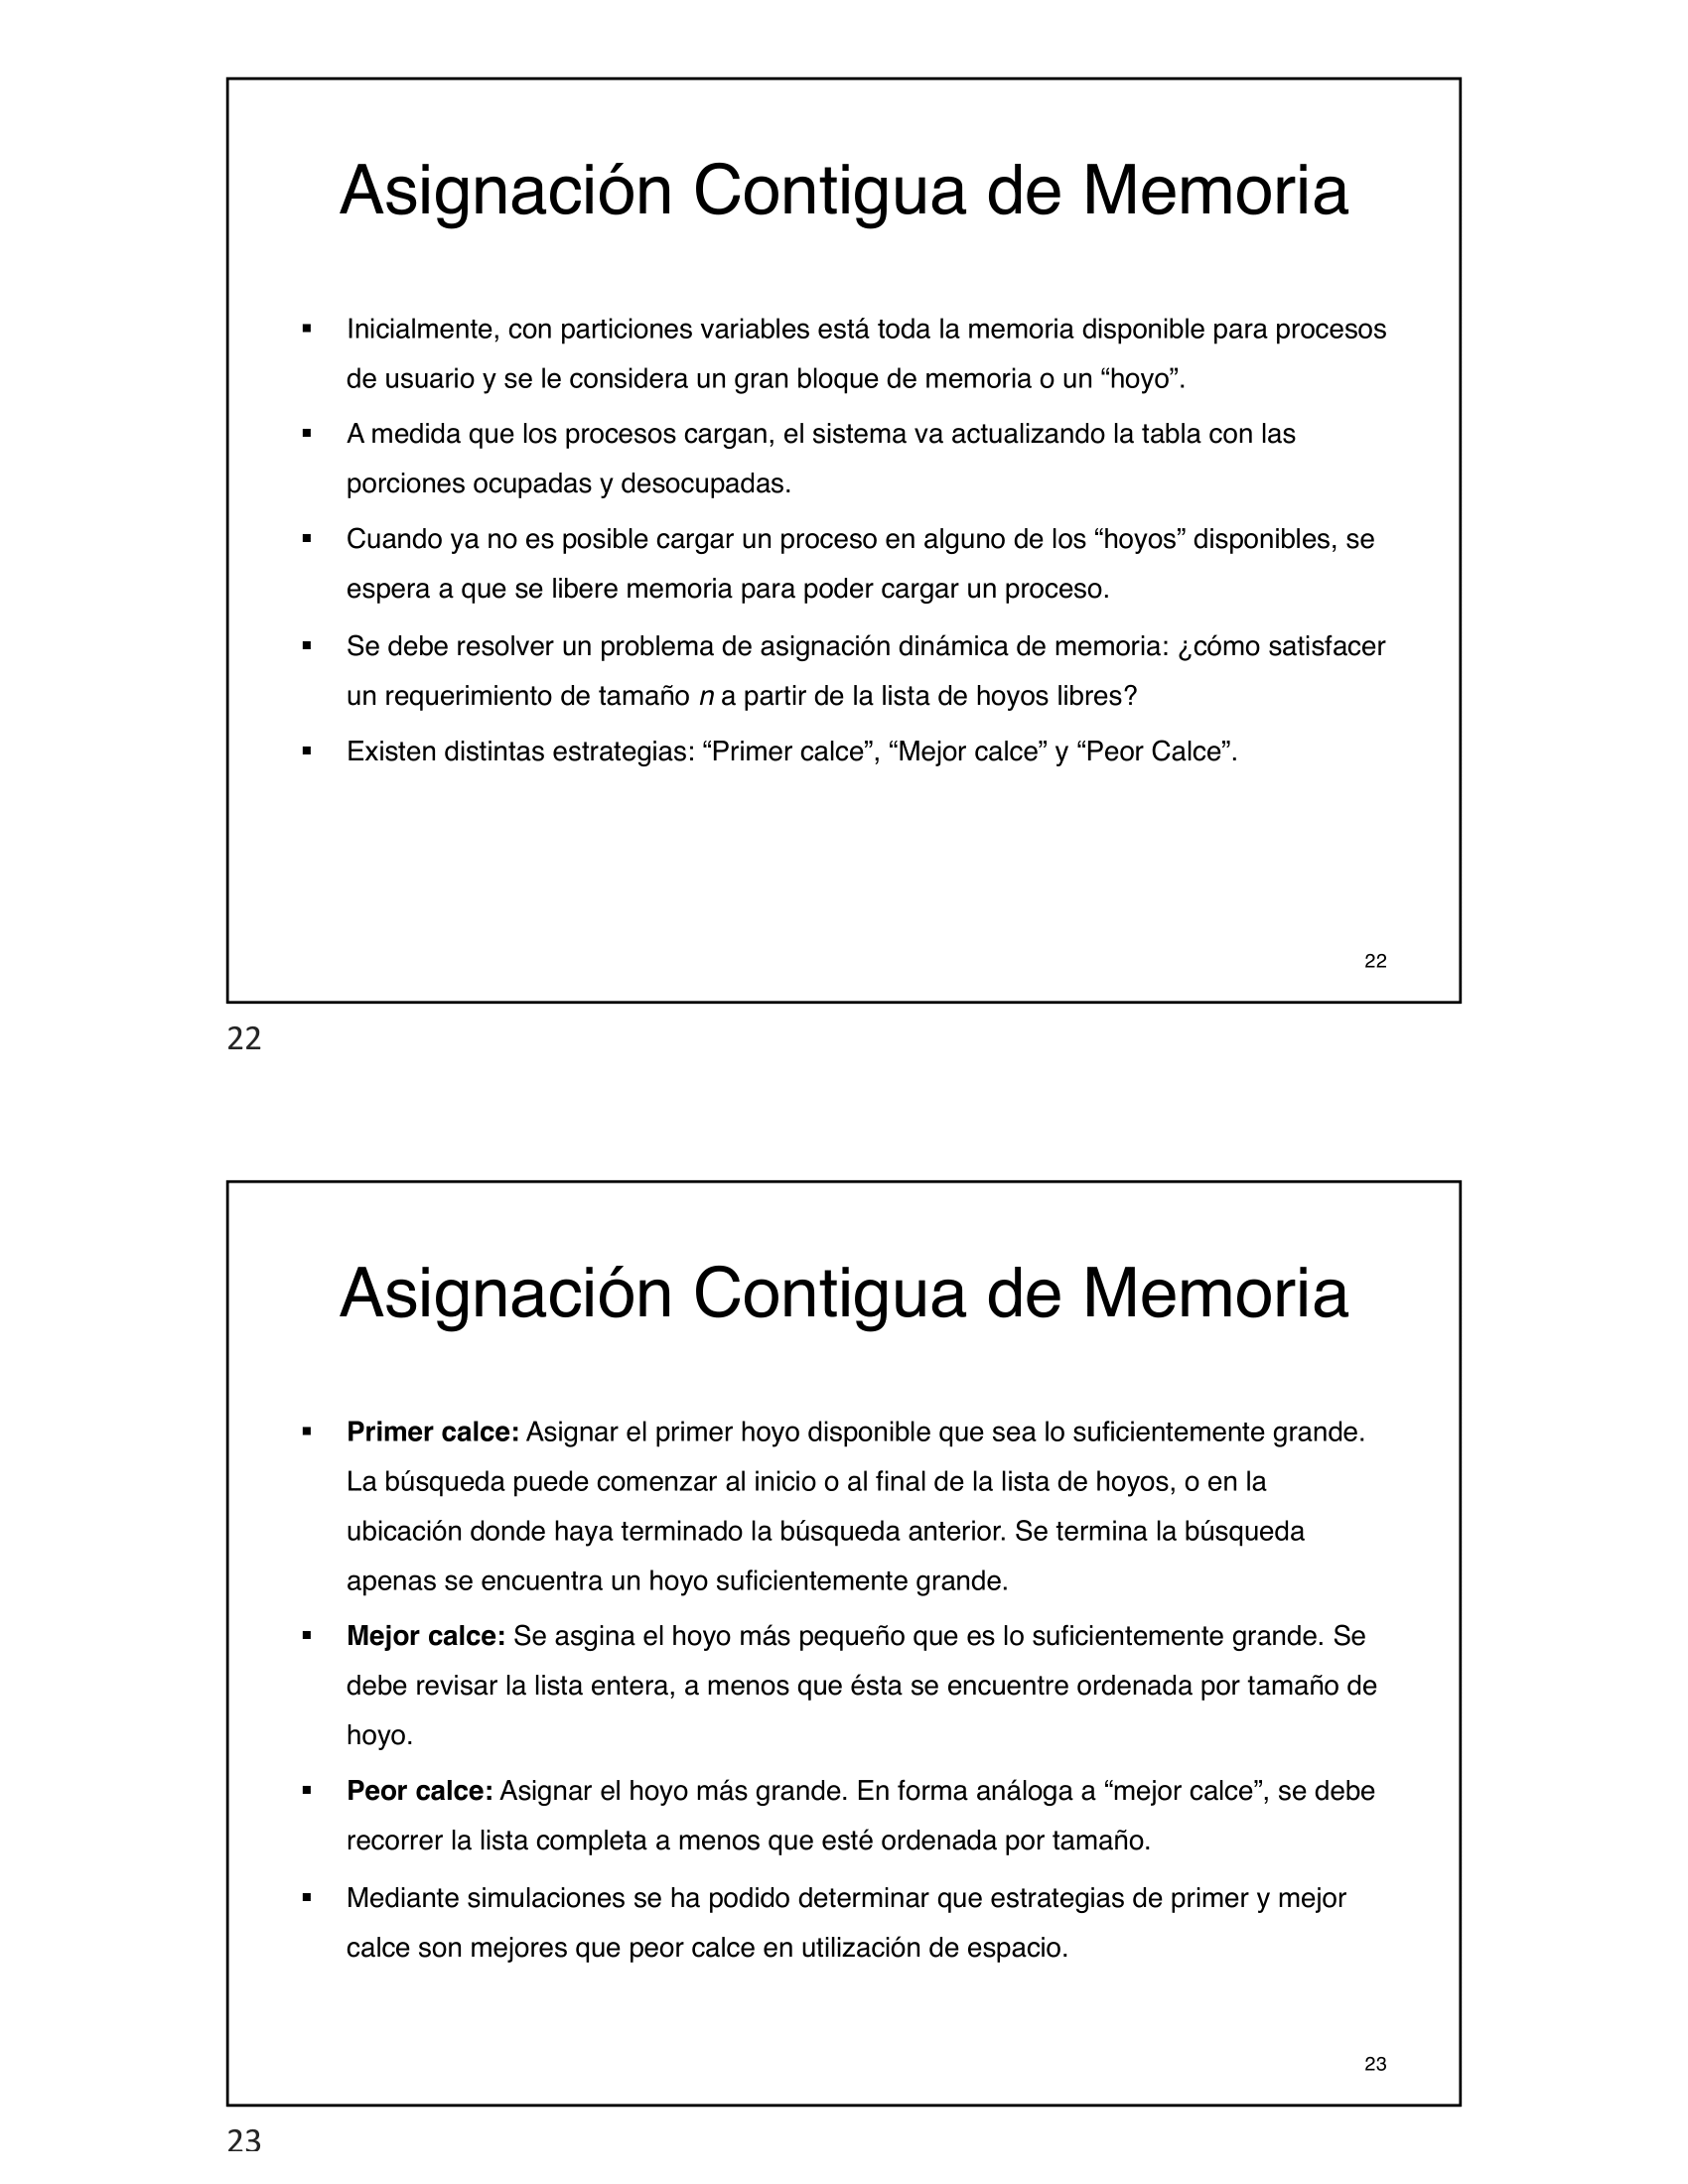 Asignación Contigua de Memoria
▪ Inicialmente, con particiones variables está toda la memoria disponible para procesos
de usuario y se le considera un gran bloque de memoria o un “hoyo”.
▪ A medida que los procesos cargan, el sistema va actualizando la tabla con las
porciones ocupadas y desocupadas.
▪ Cuando ya no es posible cargar un proceso en alguno de los “hoyos” disponibles, se
espera a que se libere memoria para poder cargar un proceso.
▪ Se debe resolver un problema de asignación dinámica de memoria: ¿cómo satisfacer
un requerimiento de tamaño n a partir de la lista de hoyos libres?
▪ Existen distintas estrategias: “Primer calce”, “Mejor calce” y “Peor Calce”.
22
22
Asignación Contigua de Memoria
▪ Primer calce: Asignar el primer hoyo disponible que sea lo suficientemente grande.
La búsqueda puede comenzar al inicio o al final de la lista de hoyos, o en la
ubicación donde haya terminado la búsqueda anterior. Se termina la búsqueda
apenas se encuentra un hoyo suficientemente grande.
▪ Mejor calce: Se asgina el hoyo más pequeño que es lo suficientemente grande. Se
debe revisar la lista entera, a menos que ésta se encuentre ordenada por tamaño de
hoyo.
▪ Peor calce: Asignar el hoyo más grande. En forma análoga a “mejor calce”, se debe
recorrer la lista completa a menos que esté ordenada por tamaño.
▪ Mediante simulaciones se ha podido determinar que estrategias de primer y mejor
calce son mejores que peor calce en utilización de espacio.
23
23